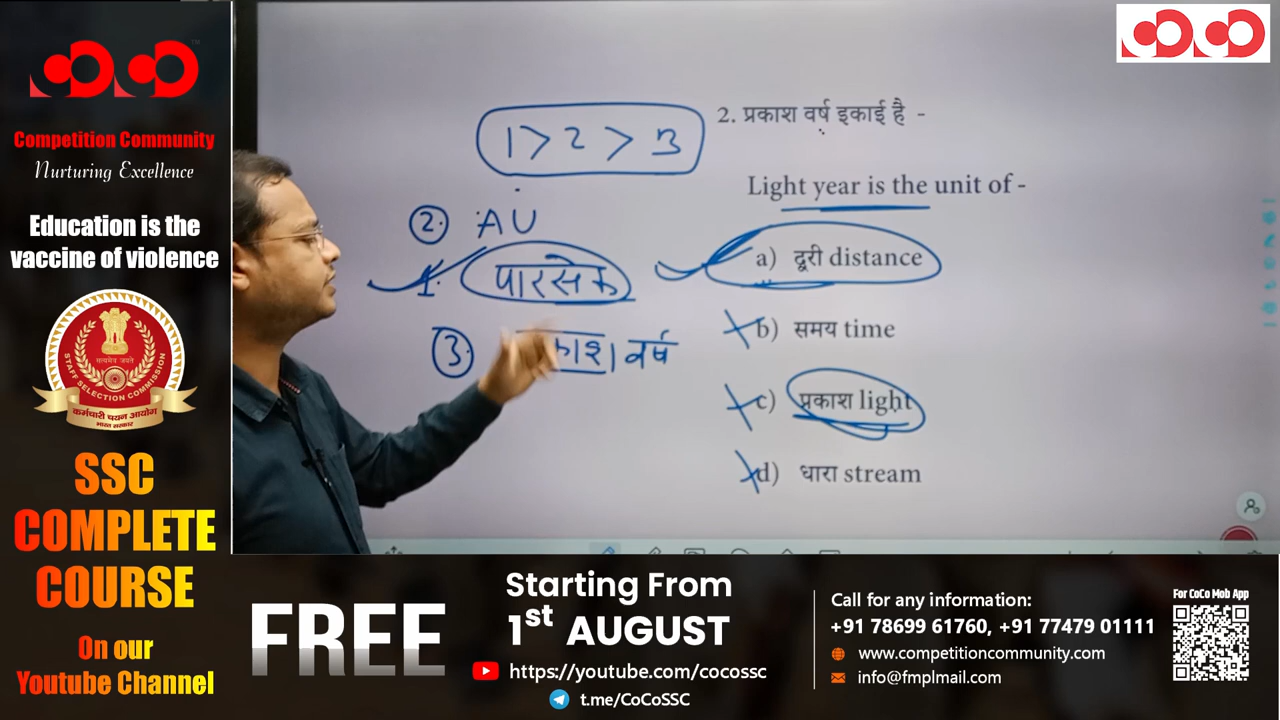 COCO
TM
Competition Community
Nurturing Excellence
Education is the
vaccine of violence
STAFF SELECTION COMMISSION
सत्यमेव जयते
कर्मचारी चयन आयोग
भारत सरकार
SSC
COMPLETE
COURSE
On our
Youtube Channel
COCO
1 > 2 > 3
②. AU
1. पारसेक
③. काश वर्ष
2. प्रकाश वर्ष इकाई है -
Light year is the unit of -
a) दूरी distance
b) समय time
c) प्रकाश light
d) धारा stream
FREE
Starting From
1st AUGUST
https://youtube.com/cocossc
t.me/CoCoSSC
Call for any information:
+91 78699 61760, +91 77479 01111
www.competitioncommunity.com
info@fmplmail.com
For CoCo Mob App